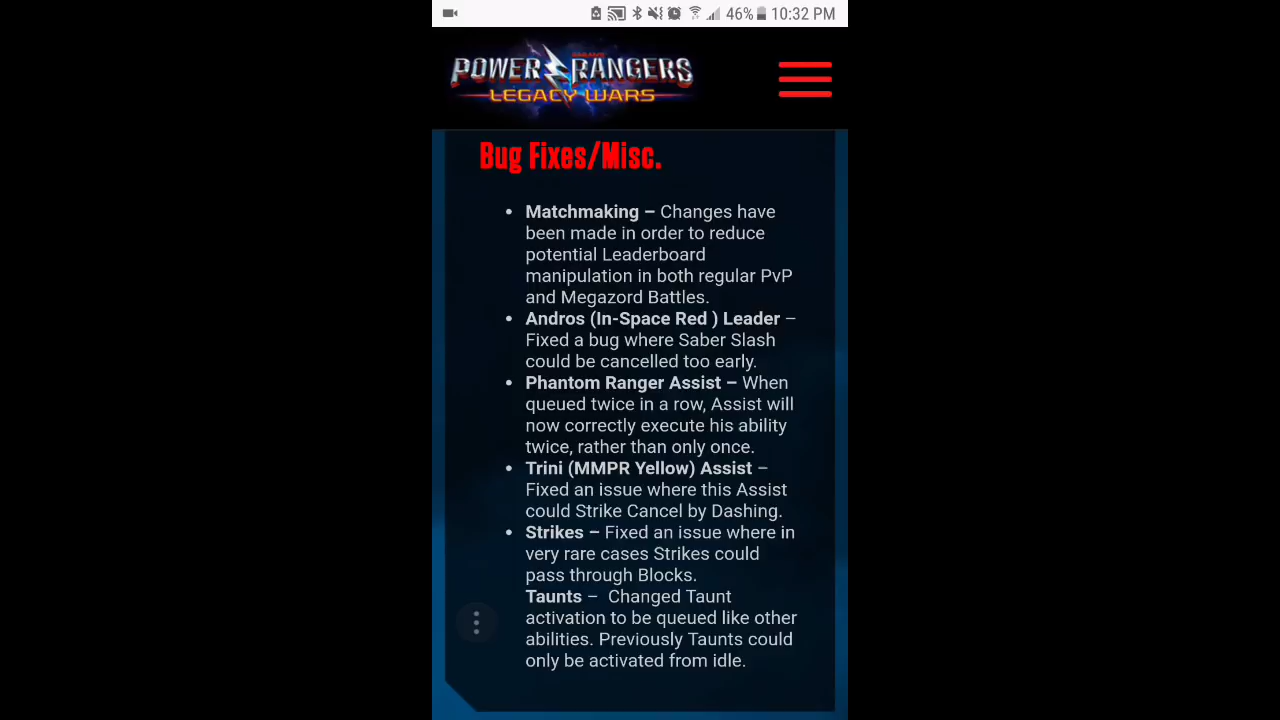 46% 10:32 PM
POWER RANGERS
LEGACY WARS
Bug Fixes/Misc.
• Matchmaking – Changes have
been made in order to reduce
potential Leaderboard
manipulation in both regular PvP
and Megazord Battles.
• Andros (In-Space Red ) Leader –
Fixed a bug where Saber Slash
could be cancelled too early.
• Phantom Ranger Assist – When
queued twice in a row, Assist will
now correctly execute his ability
twice, rather than only once.
• Trini (MMPR Yellow) Assist –
Fixed an issue where this Assist
could Strike Cancel by Dashing.
• Strikes – Fixed an issue where in
very rare cases Strikes could
pass through Blocks.
Taunts – Changed Taunt
activation to be queued like other
abilities. Previously Taunts could
only be activated from idle.